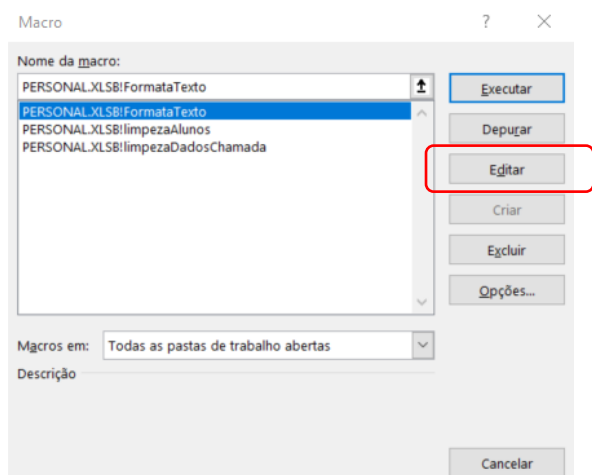 Macro ? ×
Nome da macro:
PERSONAL.XLSB!FormataTexto
PERSONAL.XLSB!FormataTexto
PERSONAL.XLSB!limpezaAlunos
PERSONAL.XLSB!limpezaDadosChamada
Executar
Depurar
Editar
Criar
Excluir
Opções...
Macros em: Todas as pastas de trabalho abertas
Descrição
Cancelar